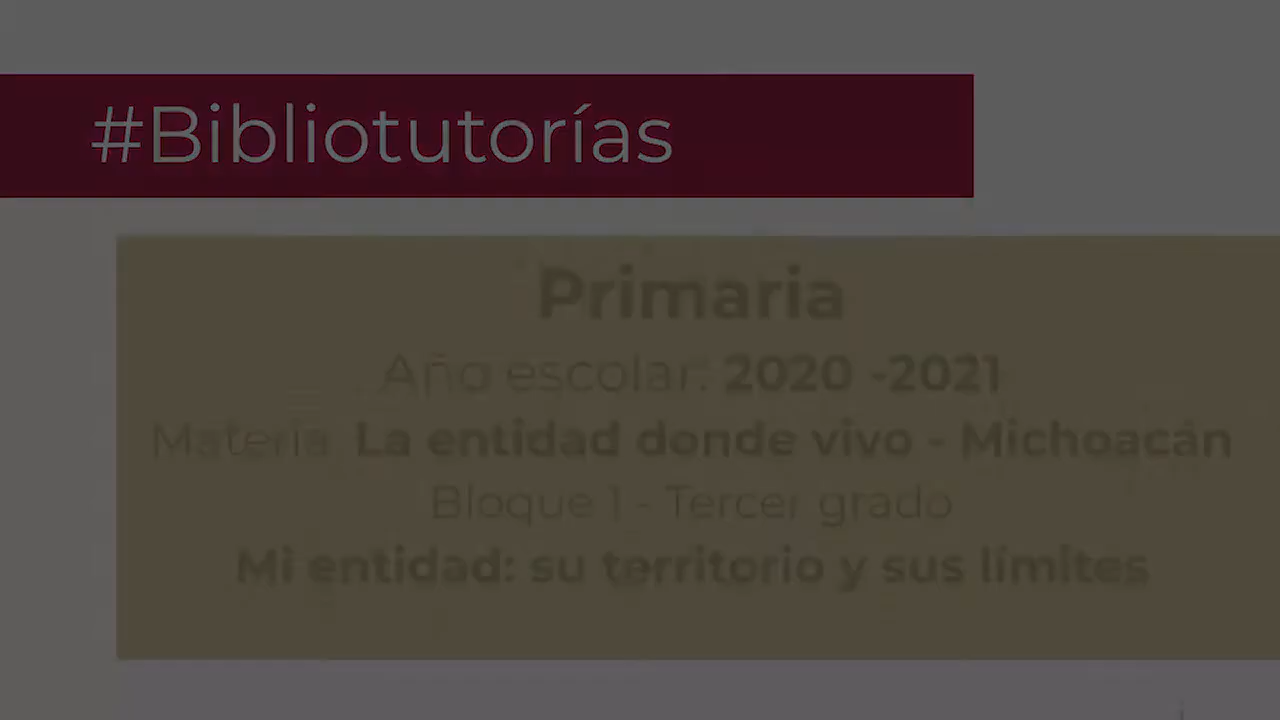 #Bibliotutorías
Primaria
Año escolar: 2020 -2021
Materia: La entidad donde vivo - Michoacán
Bloque 1 - Tercer grado
Mi entidad: su territorio y sus límites